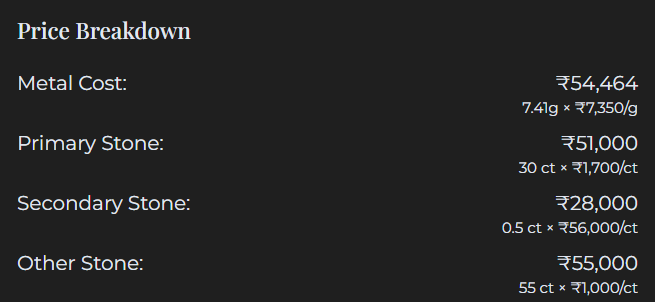 Price Breakdown
Metal Cost: ₹54,464
7.41g × ₹7,350/g
Primary Stone: ₹51,000
30 ct × ₹1,700/ct
Secondary Stone: ₹28,000
0.5 ct × ₹56,000/ct
Other Stone: ₹55,000
55 ct × ₹1,000/ct